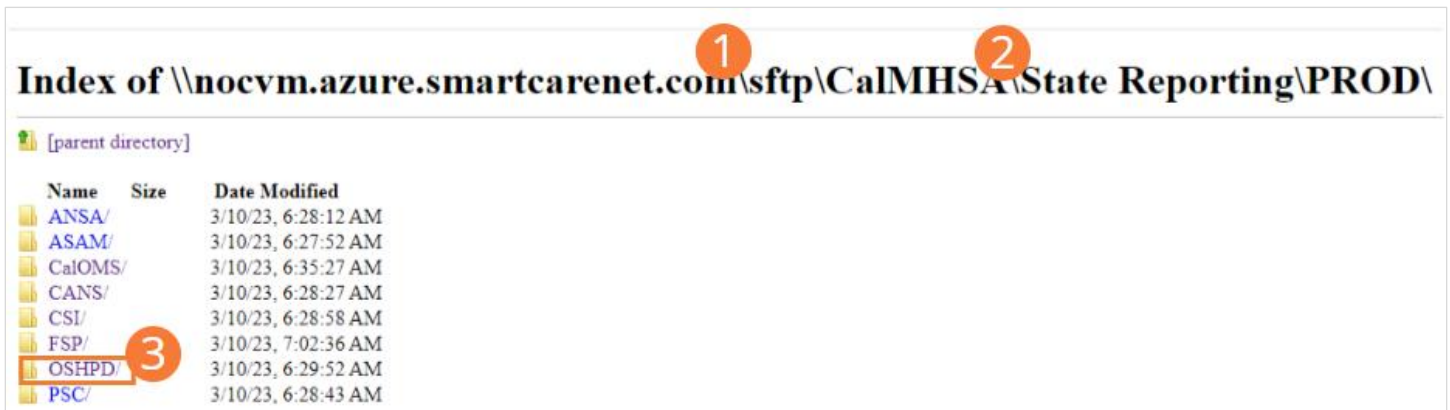 1 2
Index of \\nocvm.azure.smartcarenet.com\sftp\CalMHSA\State Reporting\PROD\
[parent directory]
Name Size Date Modified
ANSA/ 3/10/23, 6:28:12 AM
ASAM/ 3/10/23, 6:27:52 AM
CalOMS/ 3/10/23, 6:35:27 AM
CANS/ 3/10/23, 6:28:27 AM
CSI/ 3/10/23, 6:28:58 AM
FSP/ 3/10/23, 7:02:36 AM
3
OSHPD/ 3/10/23, 6:29:52 AM
PSC/ 3/10/23, 6:28:43 AM